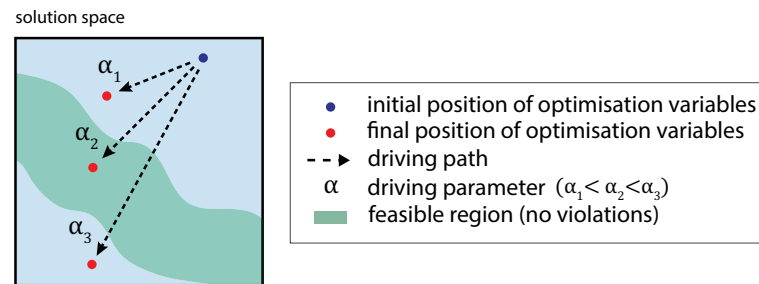 solution space
α1
α2
α3
initial position of optimisation variables
final position of optimisation variables
driving path
α driving parameter (α1< α2<α3)
feasible region (no violations)